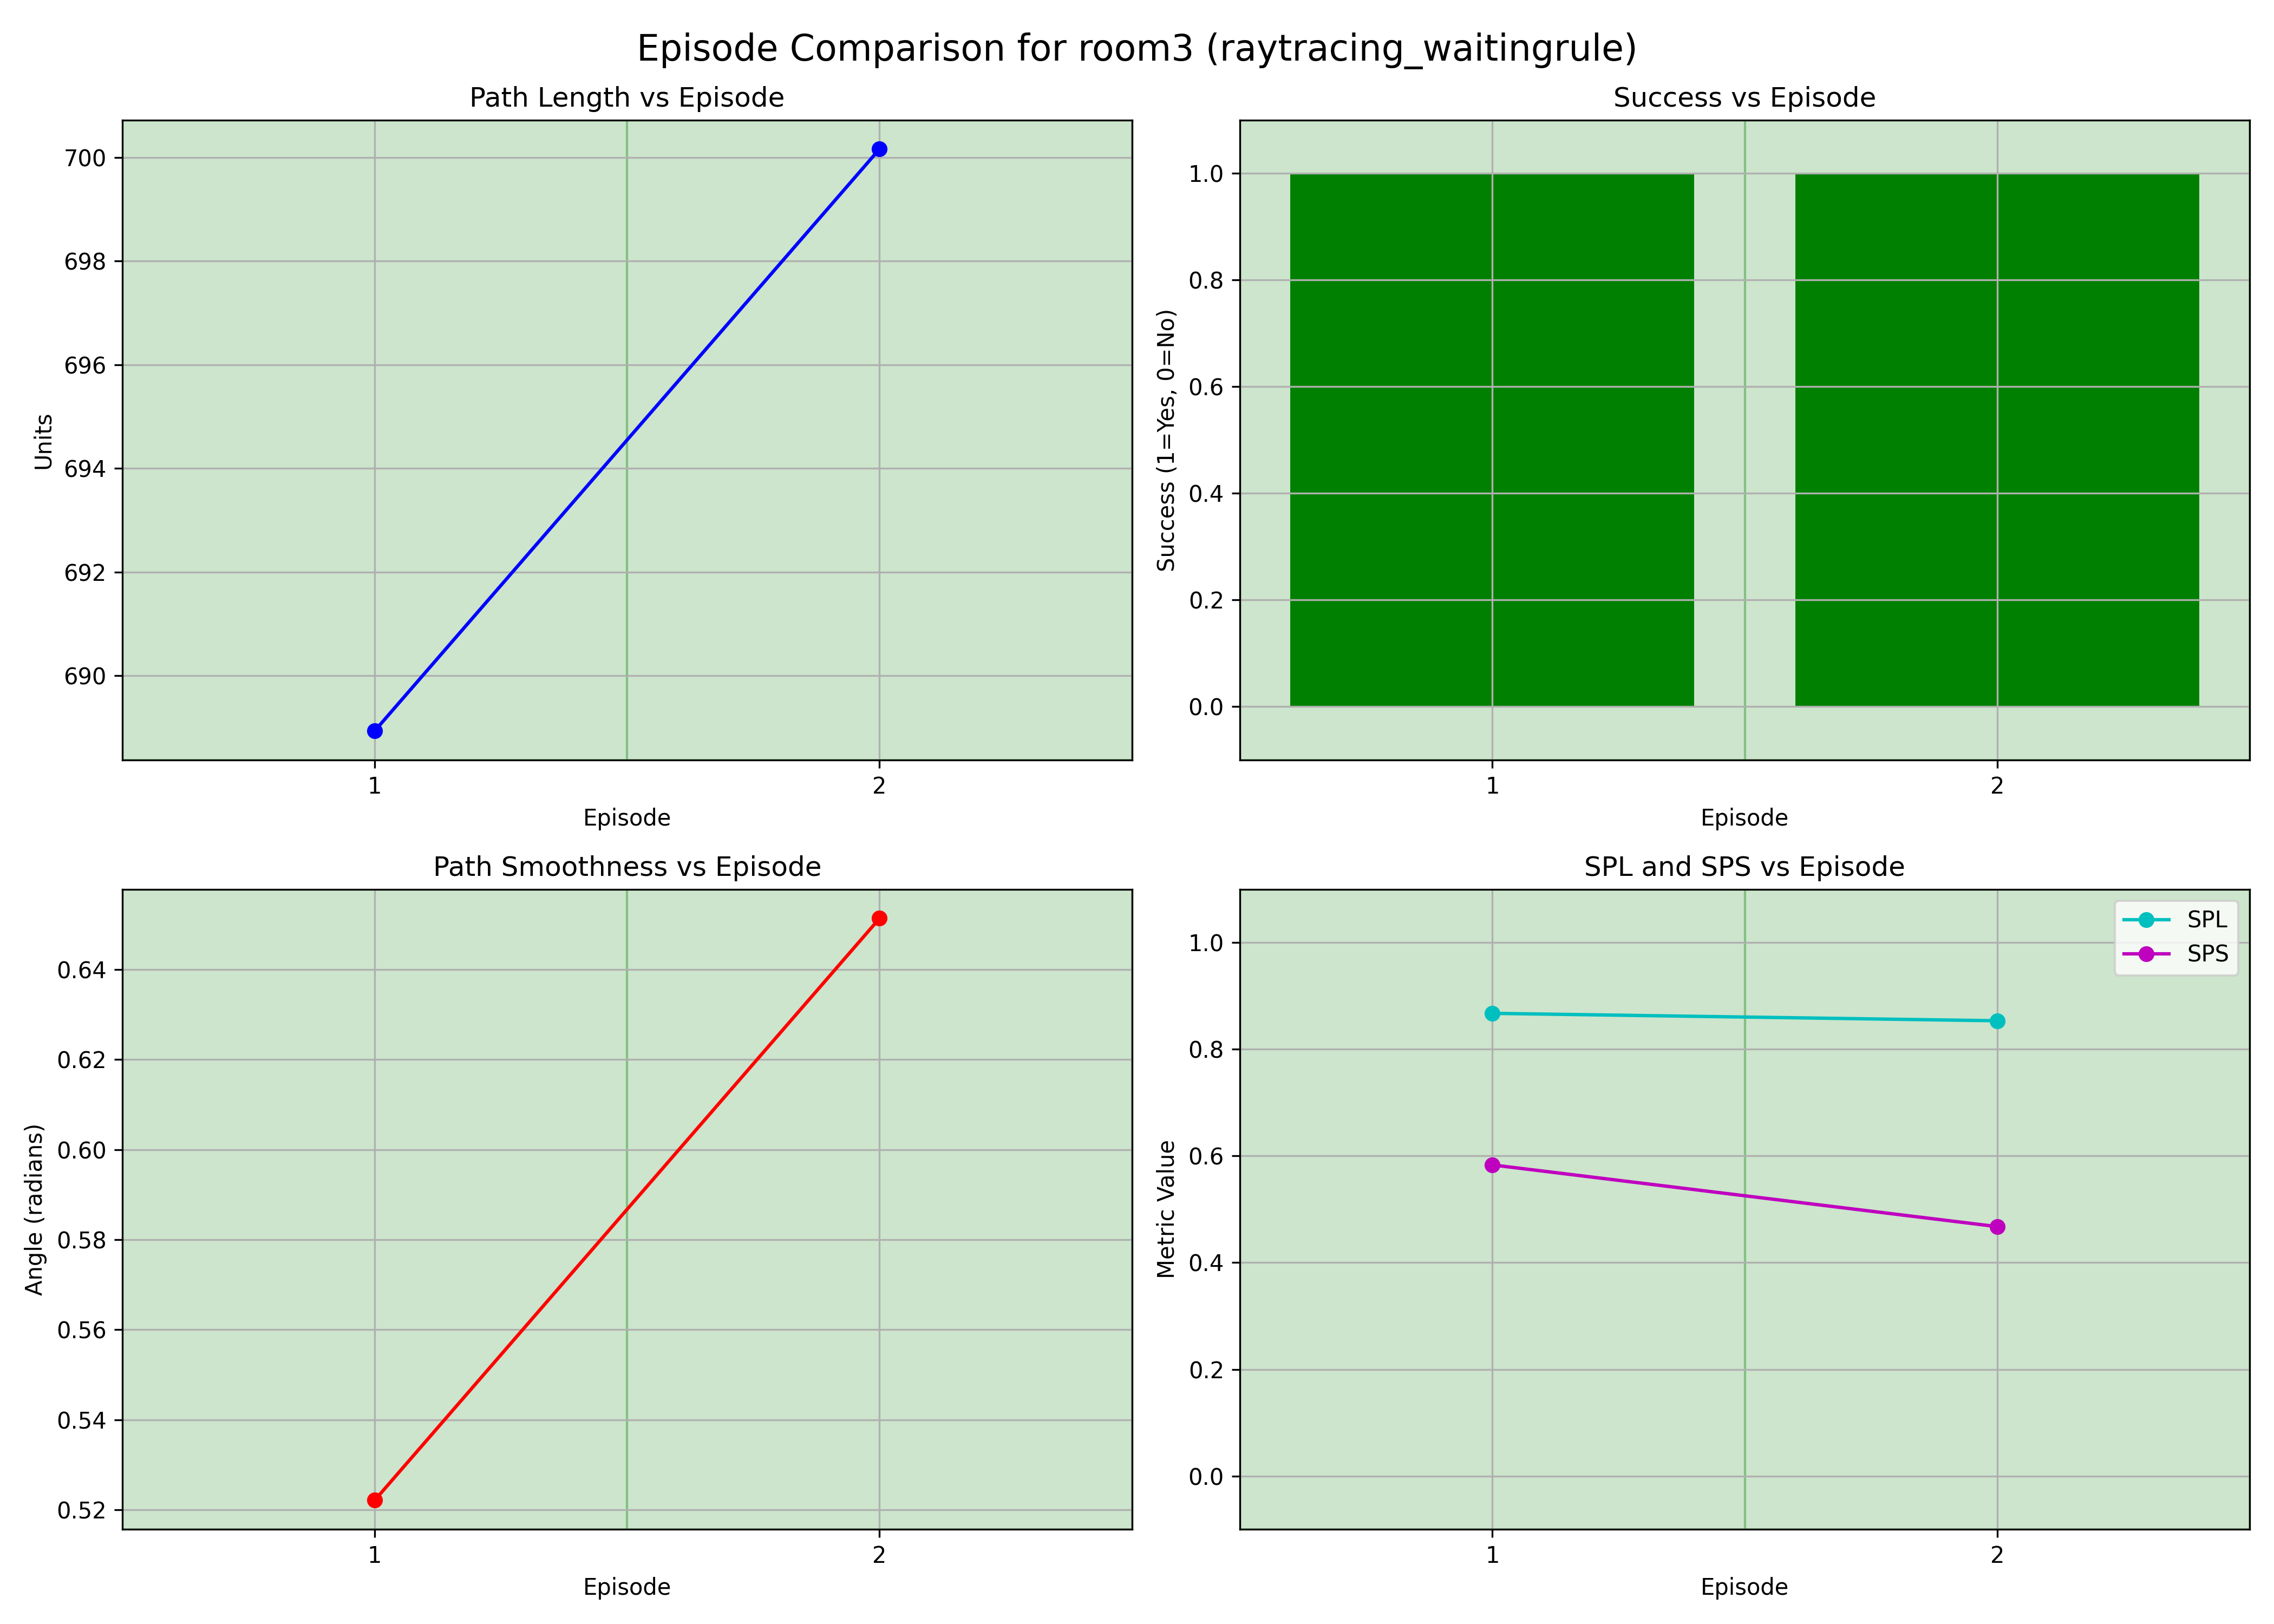 Episode Comparison for room3 (raytracing_waitingrule)
Path Length vs Episode
700
698
696
694
692
690
Units
1
2
Episode
Success vs Episode
1.0
0.8
0.6
0.4
0.2
0.0
Success (1=Yes, 0=No)
1
2
Episode
Path Smoothness vs Episode
0.64
0.62
0.60
0.58
0.56
0.54
0.52
Angle (radians)
1
2
Episode
SPL and SPS vs Episode
SPL
SPS
1.0
0.8
0.6
0.4
0.2
0.0
Metric Value
1
2
Episode